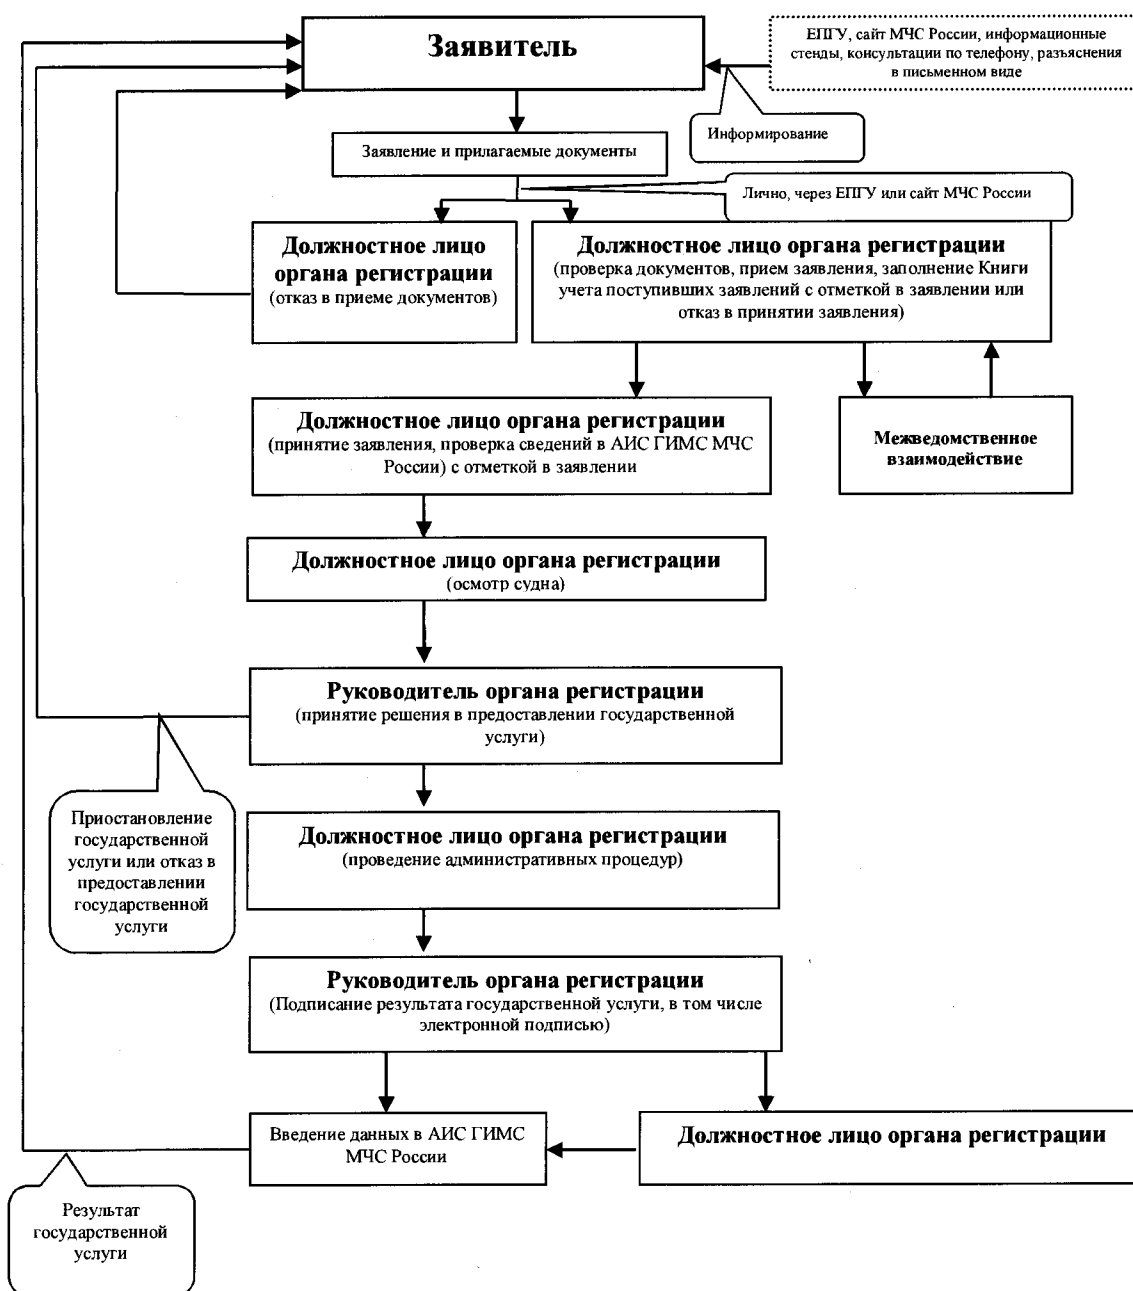 Заявитель
ЕПГУ, сайт МЧС России, информационные
стенды, консультации по телефону, разъяснения
в письменном виде
Информирование
Заявление и прилагаемые документы
Лично, через ЕПГУ или сайт МЧС России
Должностное лицо
органа регистрации
(отказ в приеме документов)
Должностное лицо органа регистрации
(проверка документов, прием заявления, заполнение Книги
учета поступивших заявлений с отметкой в заявлении или
отказ в принятии заявления)
Должностное лицо органа регистрации
(принятие заявления, проверка сведений в АИС ГИМС МЧС
России) с отметкой в заявлении
Межведомственное
взаимодействие
Должностное лицо органа регистрации
(осмотр судна)
Руководитель органа регистрации
(принятие решения в предоставлении государственной
услуги)
Приостановление
государственной
услуги или отказ в
предоставлении
государственной
услуги
Должностное лицо органа регистрации
(проведение административных процедур)
Руководитель органа регистрации
(Подписание результата государственной услуги, в том числе
электронной подписью)
Введение данных в АИС ГИМС
МЧС России
Должностное лицо органа регистрации
Результат
государственной
услуги